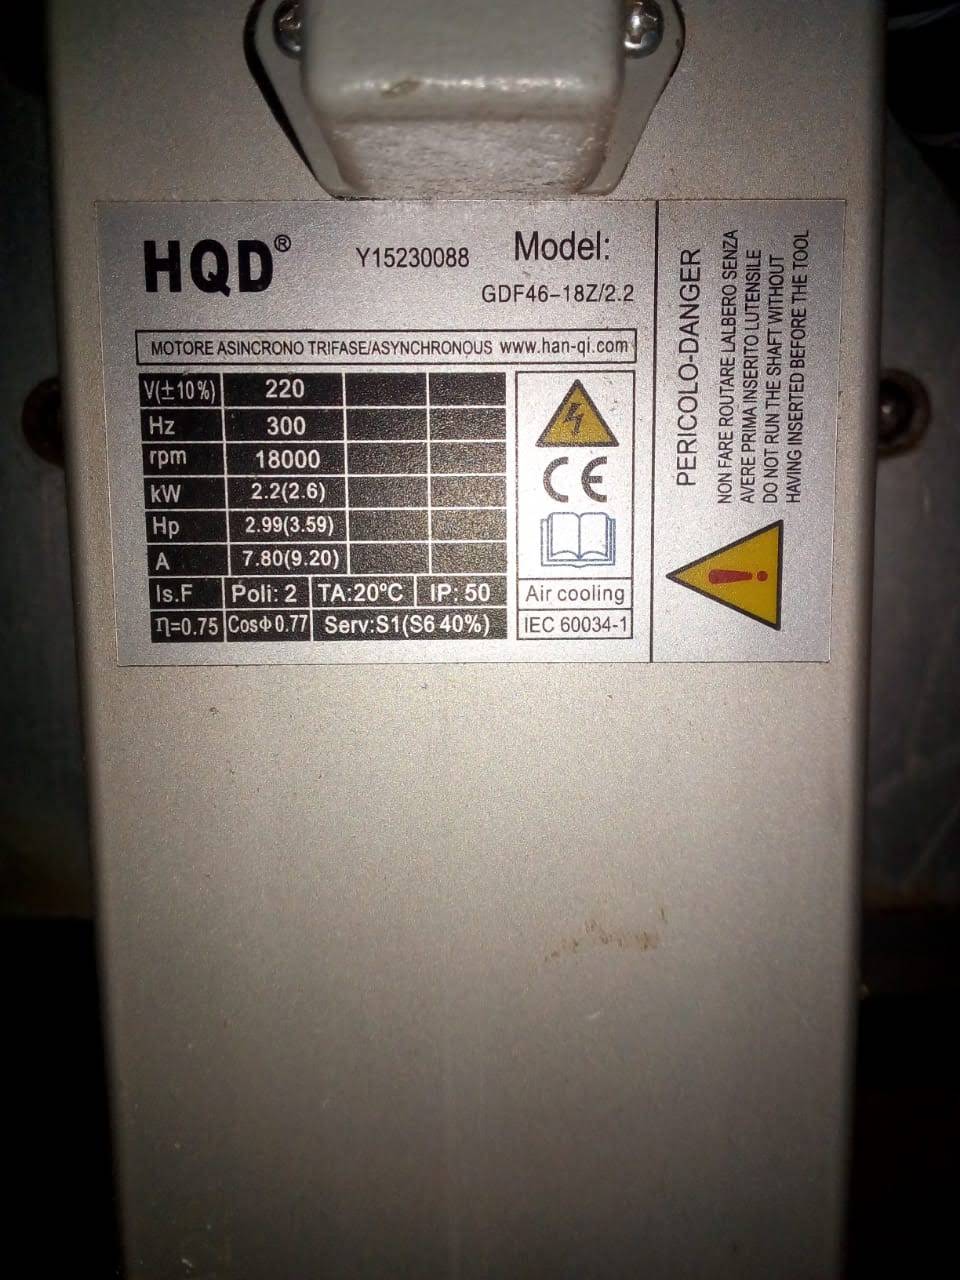 HQD® Y15230088 Model:
GDF46-18Z/2.2
MOTORE ASINCRONO TRIFASE/ASYNCHRONOUS www.han-qi.com
V(±10%) 220
Hz 300
rpm 18000
kW 2.2(2.6)
Hp 2.99(3.59)
A 7.80(9.20)
Is.F Poli: 2 TA:20ºC IP: 50
η=0.75 CosΦ 0.77 Serv:S1(S6 40%)
CE
Air cooling
IEC 60034-1
PERICOLO-DANGER
NON FARE ROUTARE LALBERO SENZA
AVERE PRIMA INSERITO LUTENSILE
DO NOT RUN THE SHAFT WITHOUT
HAVING INSERTED BEFORE THE TOOL